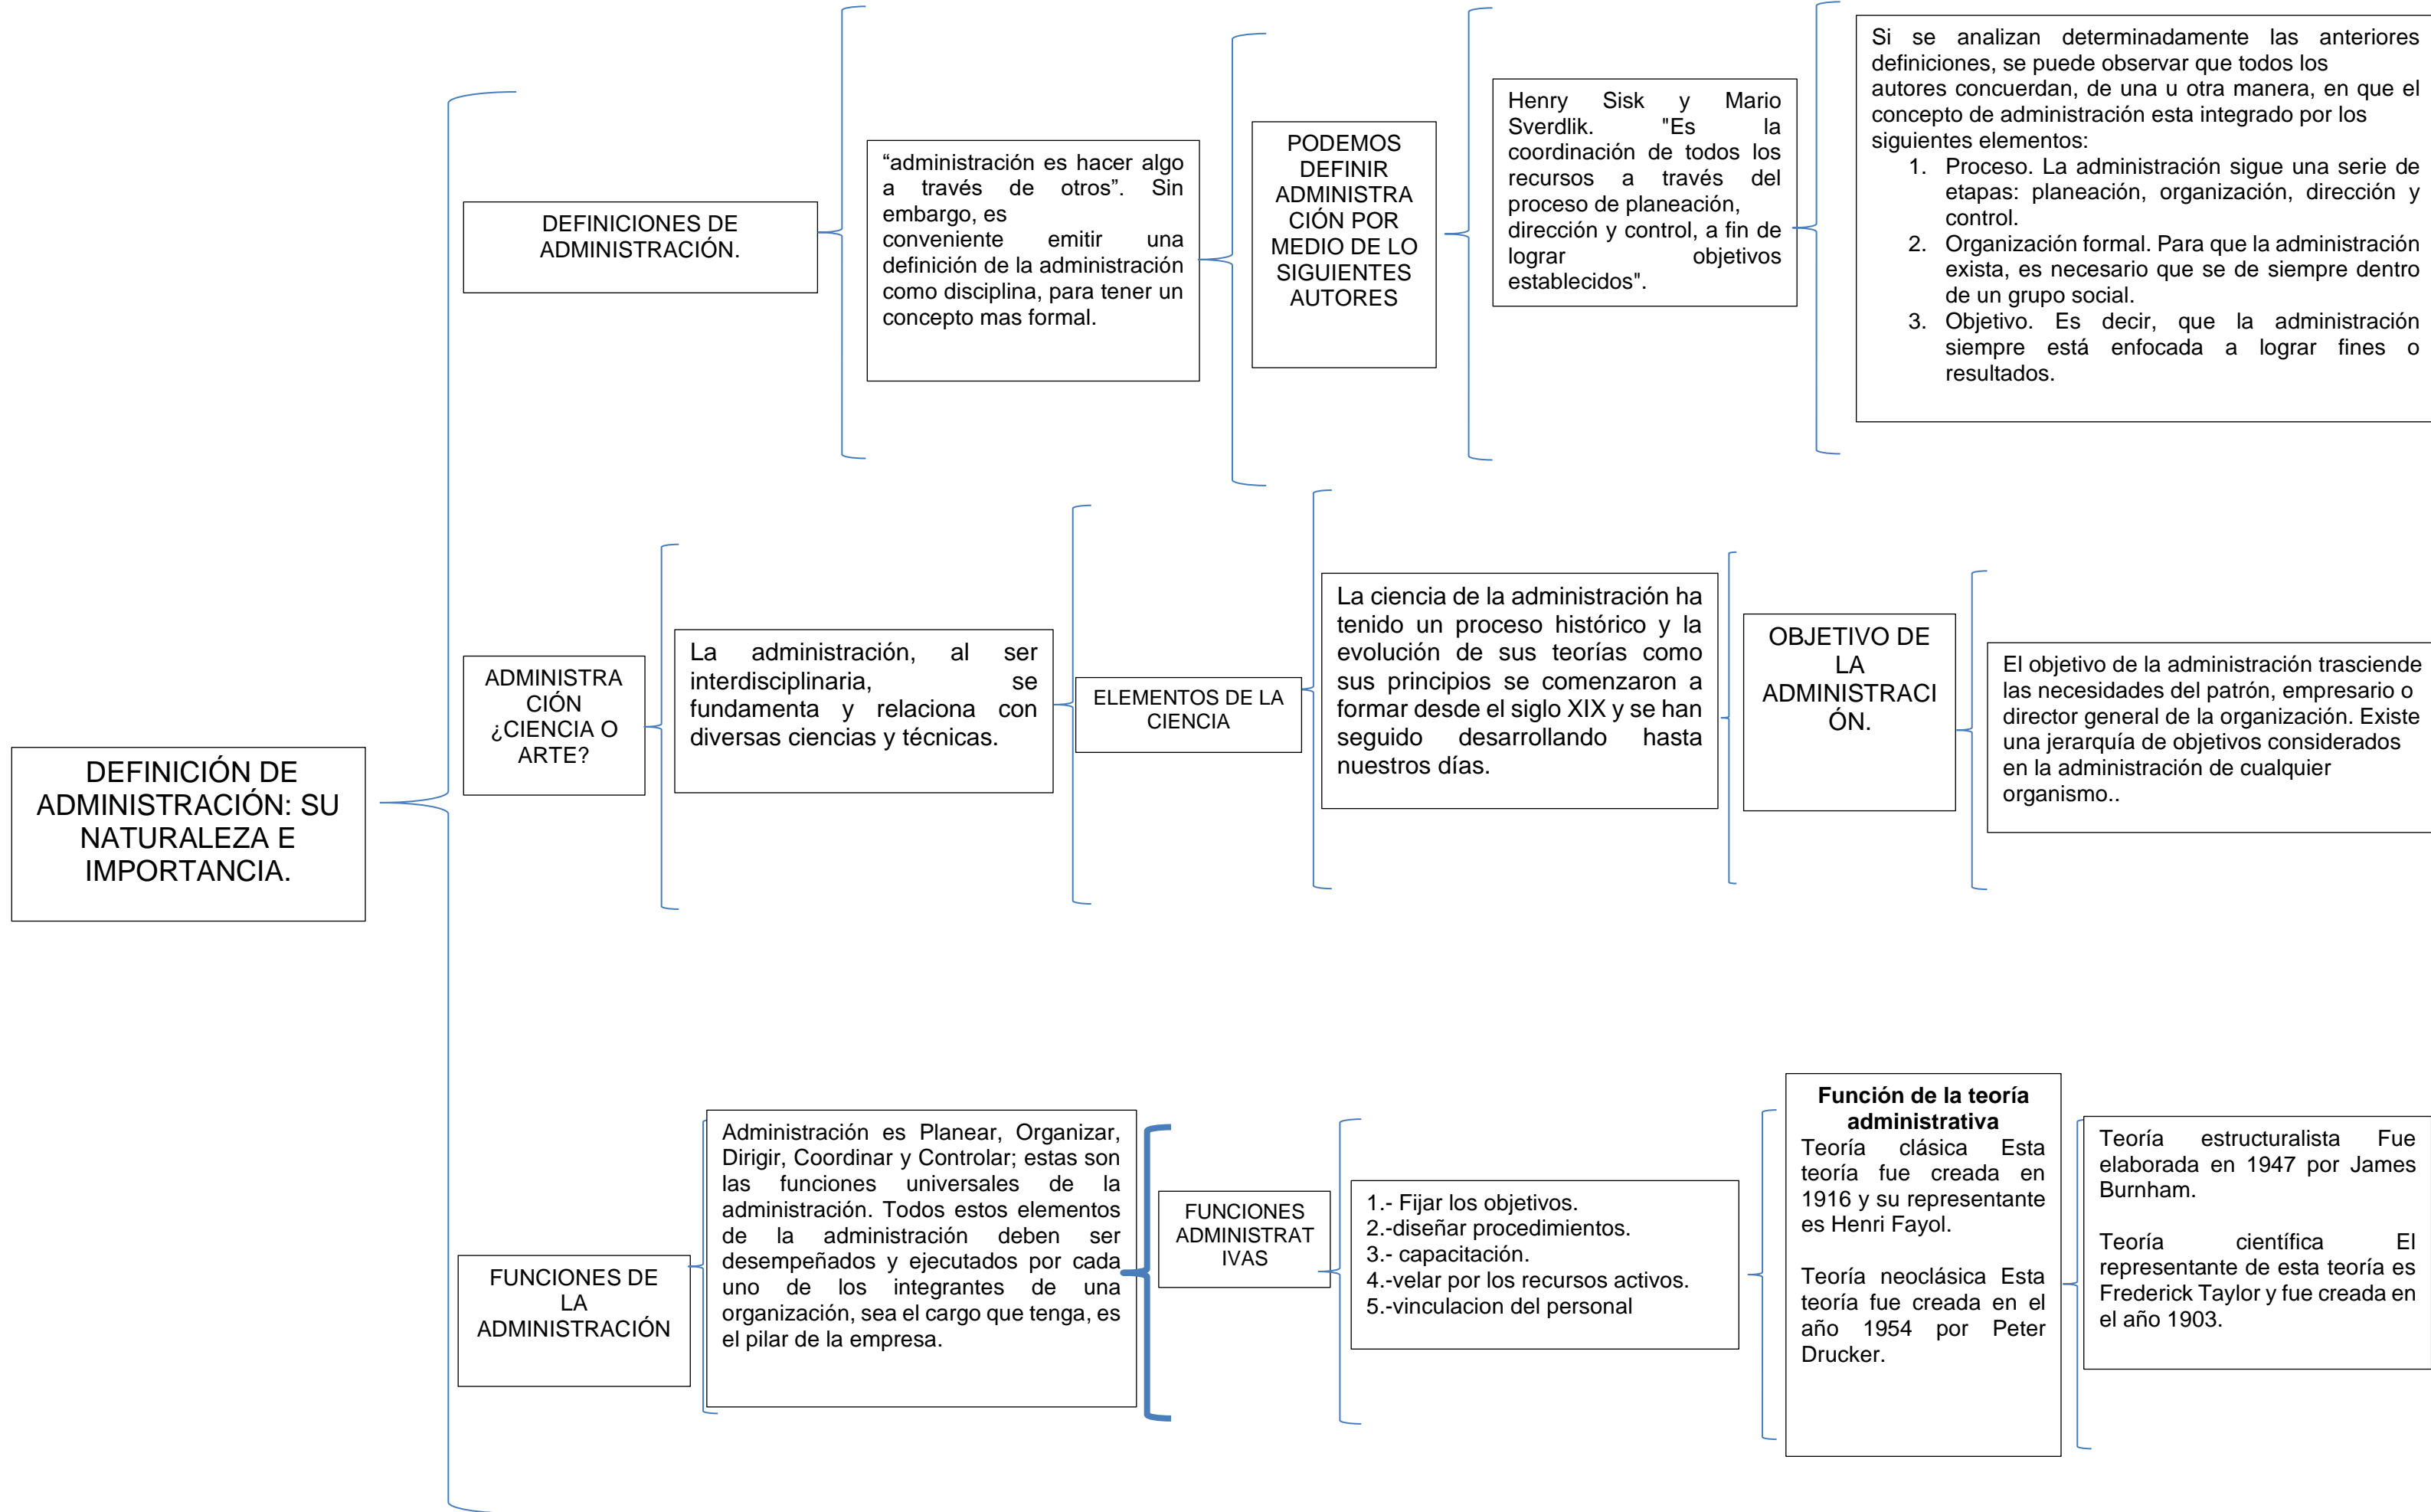 DEFINICIÓN DE
ADMINISTRACIÓN: SU
NATURALEZA E
IMPORTANCIA.
DEFINICIONES DE
ADMINISTRACIÓN.
“administración es hacer algo
a través de otros”. Sin
embargo, es
conveniente emitir una
definición de la administración
como disciplina, para tener un
concepto mas formal.
PODEMOS
DEFINIR
ADMINISTRA
CIÓN POR
MEDIO DE LO
SIGUIENTES
AUTORES
Henry Sisk y Mario
Sverdlik. "Es la
coordinación de todos los
recursos a través del
proceso de planeación,
dirección y control, a fin de
lograr objetivos
establecidos".
Si se analizan determinadamente las anteriores
definiciones, se puede observar que todos los
autores concuerdan, de una u otra manera, en que el
concepto de administración esta integrado por los
siguientes elementos:
1. Proceso. La administración sigue una serie de
etapas: planeación, organización, dirección y
control.
2. Organización formal. Para que la administración
exista, es necesario que se de siempre dentro
de un grupo social.
3. Objetivo. Es decir, que la administración
siempre está enfocada a lograr fines o
resultados.
ADMINISTRA
CIÓN
¿CIENCIA O
ARTE?
La administración, al ser
interdisciplinaria, se
fundamenta y relaciona con
diversas ciencias y técnicas.
ELEMENTOS DE LA
CIENCIA
La ciencia de la administración ha
tenido un proceso histórico y la
evolución de sus teorías como
sus principios se comenzaron a
formar desde el siglo XIX y se han
seguido desarrollando hasta
nuestros días.
OBJETIVO DE
LA
ADMINISTRACI
ÓN.
El objetivo de la administración trasciende
las necesidades del patrón, empresario o
director general de la organización. Existe
una jerarquía de objetivos considerados
en la administración de cualquier
organismo..
FUNCIONES DE
LA
ADMINISTRACIÓN
Administración es Planear, Organizar,
Dirigir, Coordinar y Controlar; estas son
las funciones universales de la
administración. Todos estos elementos
de la administración deben ser
desempeñados y ejecutados por cada
uno de los integrantes de una
organización, sea el cargo que tenga, es
el pilar de la empresa.
FUNCIONES
ADMINISTRAT
IVAS
1.- Fijar los objetivos.
2.-diseñar procedimientos.
3.- capacitación.
4.-velar por los recursos activos.
5.-vinculacion del personal
Función de la teoría
administrativa
Teoría clásica Esta
teoría fue creada en
1916 y su representante
es Henri Fayol.
Teoría neoclásica Esta
teoría fue creada en el
año 1954 por Peter
Drucker.
Teoría estructuralista Fue
elaborada en 1947 por James
Burnham.
Teoría científica El
representante de esta teoría es
Frederick Taylor y fue creada en
el año 1903.